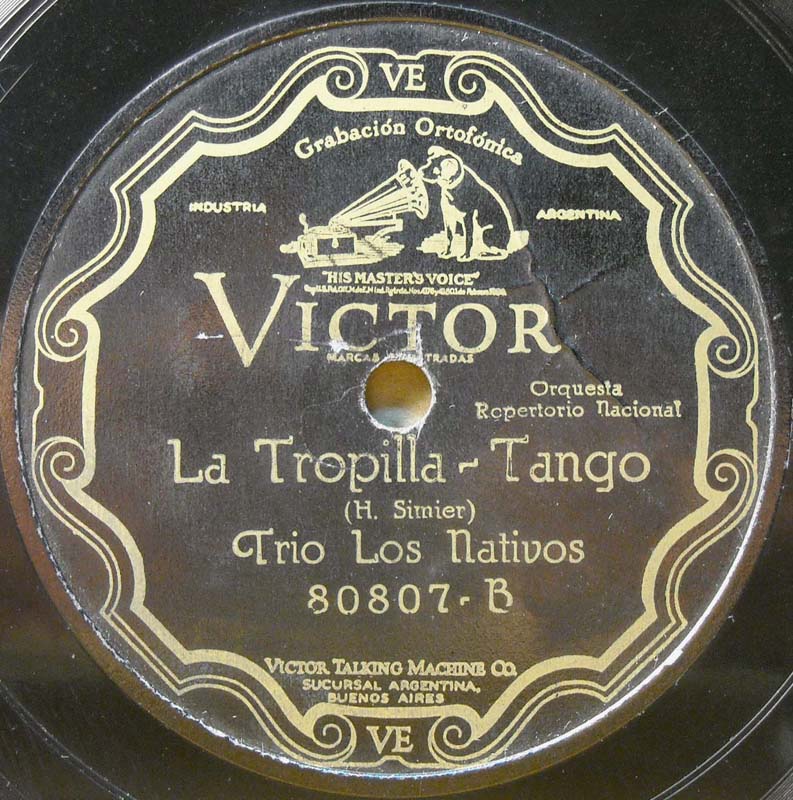 VE
Grabación Ortofónica
INDUSTRIA
ARGENTINA
"HIS MASTER'S VOICE"
VICTOR
MARCAS
Orquesta
Repertorio Nacional
La Tropilla - Tango
(H. Simier)
Trio Los Nativos
80807-B
VICTOR TALKING MACHINE CO.
SUCURSAL ARGENTINA,
BUENOS AIRES
VE